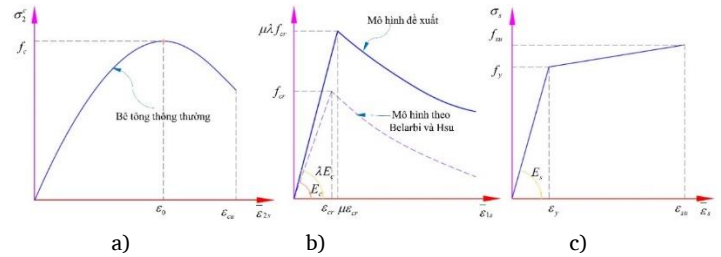 σ₂ᶜ
f_c
Bê tông thông thường
ε₀
ε_cu
ε̅₂ₛ
a)
μλf_cr
f_cr
Mô hình đề xuất
Mô hình theo
Belarbi và Hsu
λE_c
E_c
ε_cr
με_cr
ε̅₁ₛ
b)
σ_s
f_su
f_y
E_s
ε_y
ε_su
ε̅_s
c)